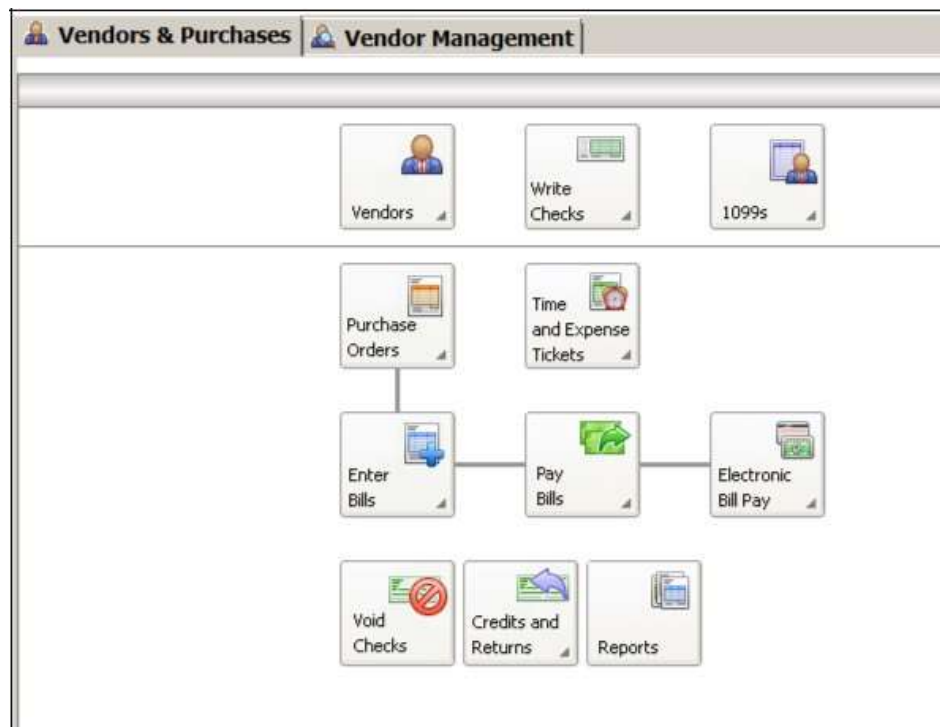 Vendors & Purchases
Vendor Management
Vendors
Write
Checks
1099s
Purchase
Orders
Time
and Expense
Tickets
Enter
Bills
Pay
Bills
Electronic
Bill Pay
Void
Checks
Credits and
Returns
Reports